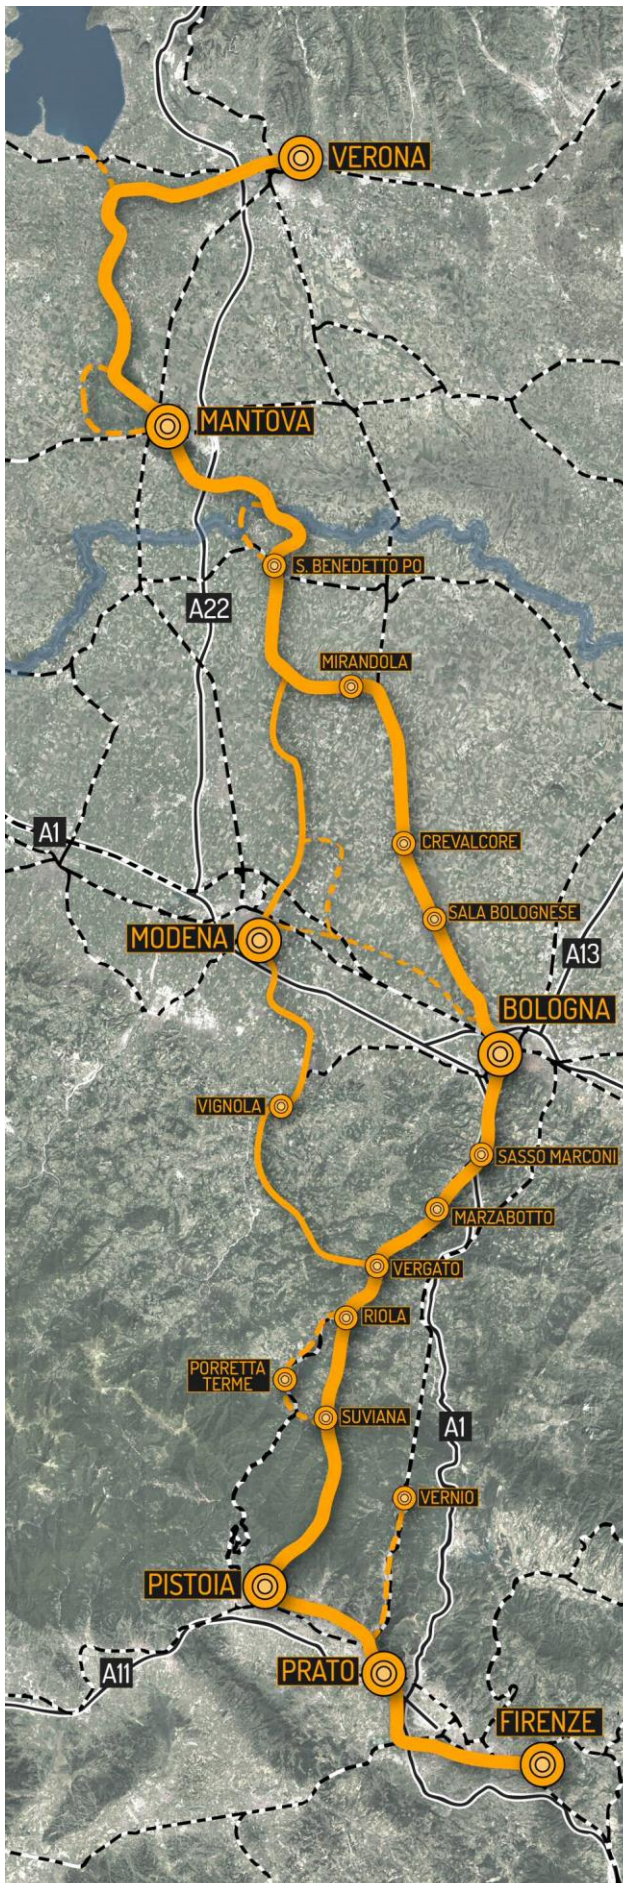 VERONA
MANTOVA
S. BENEDETTO PO
A22
MIRANDOLA
A1
CREVALCORE
SALA BOLOGNESE
MODENA
A13
BOLOGNA
VIGNOLA
SASSO MARCONI
MARZABOTTO
VERGATO
RIOLA
PORRETTA
TERME
SUVIANA
A1
VERNIO
PISTOIA
A11
PRATO
FIRENZE